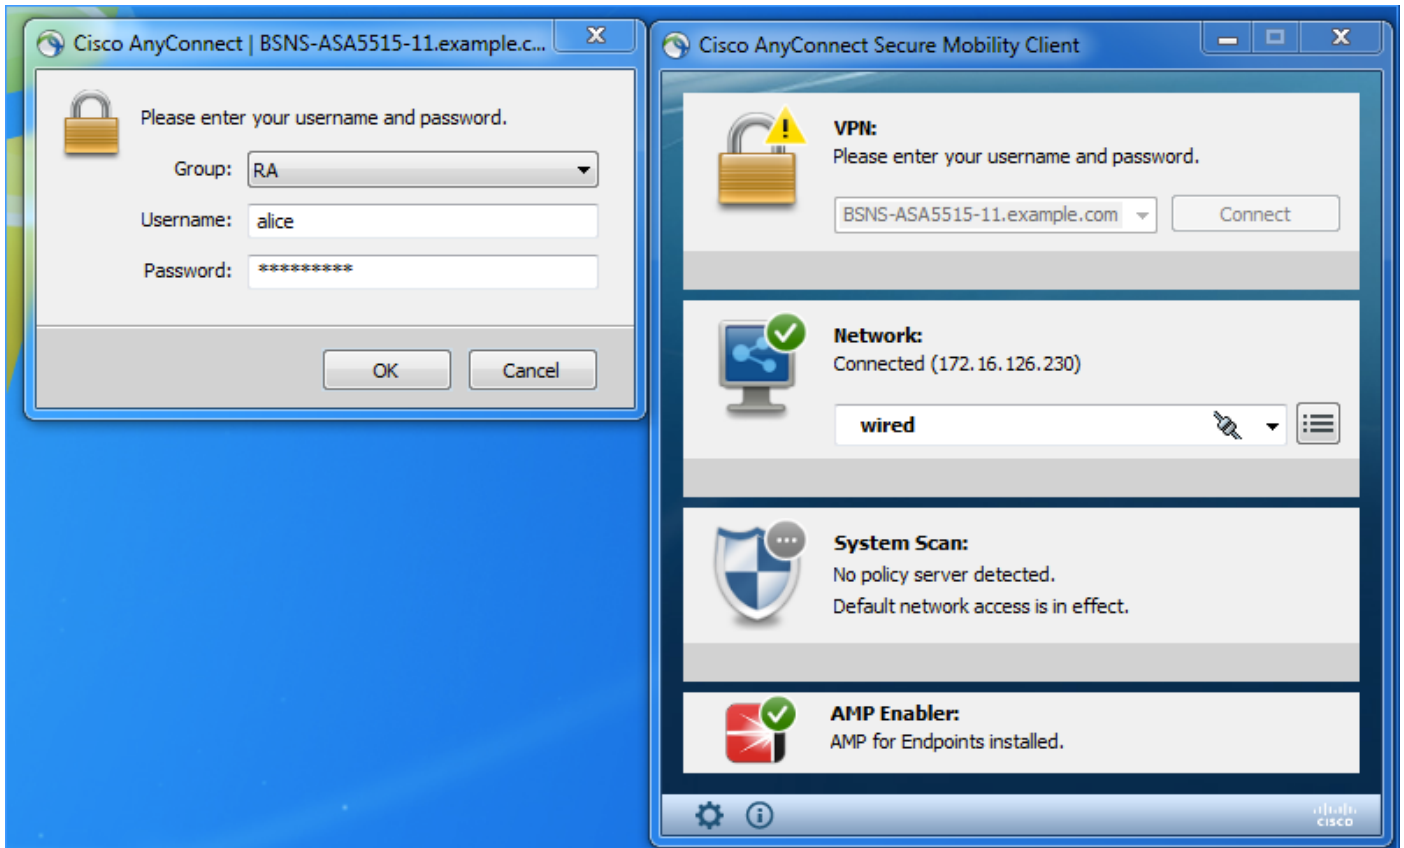 Cisco AnyConnect | BSNS-ASA5515-11.example.c...
Please enter your username and password.
Group: RA
Username: alice
Password: *********
OK Cancel
Cisco AnyConnect Secure Mobility Client
VPN:
Please enter your username and password.
BSNS-ASA5515-11.example.com Connect
Network:
Connected (172.16.126.230)
wired
System Scan:
No policy server detected.
Default network access is in effect.
AMP Enabler:
AMP for Endpoints installed.
CISCO